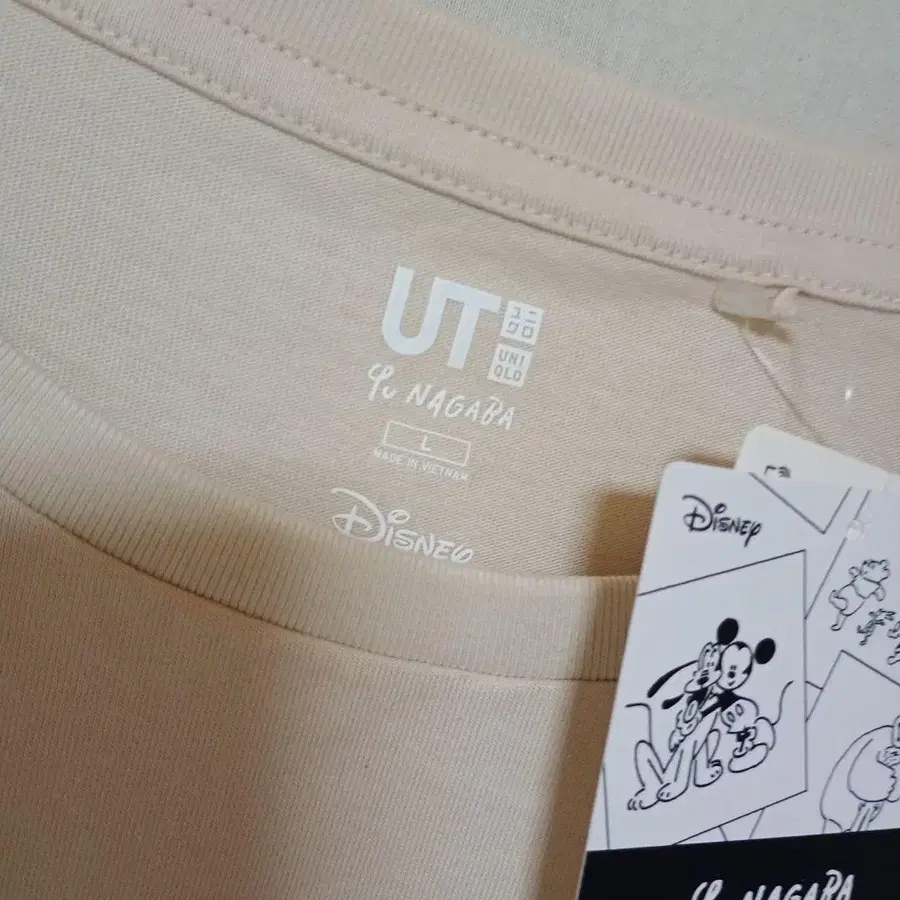 UT
ユニ
クロ
UNI
QLO
Yu NAGABA
L
MADE IN VIETNAM
Disney
Disney
Yu NAGABA